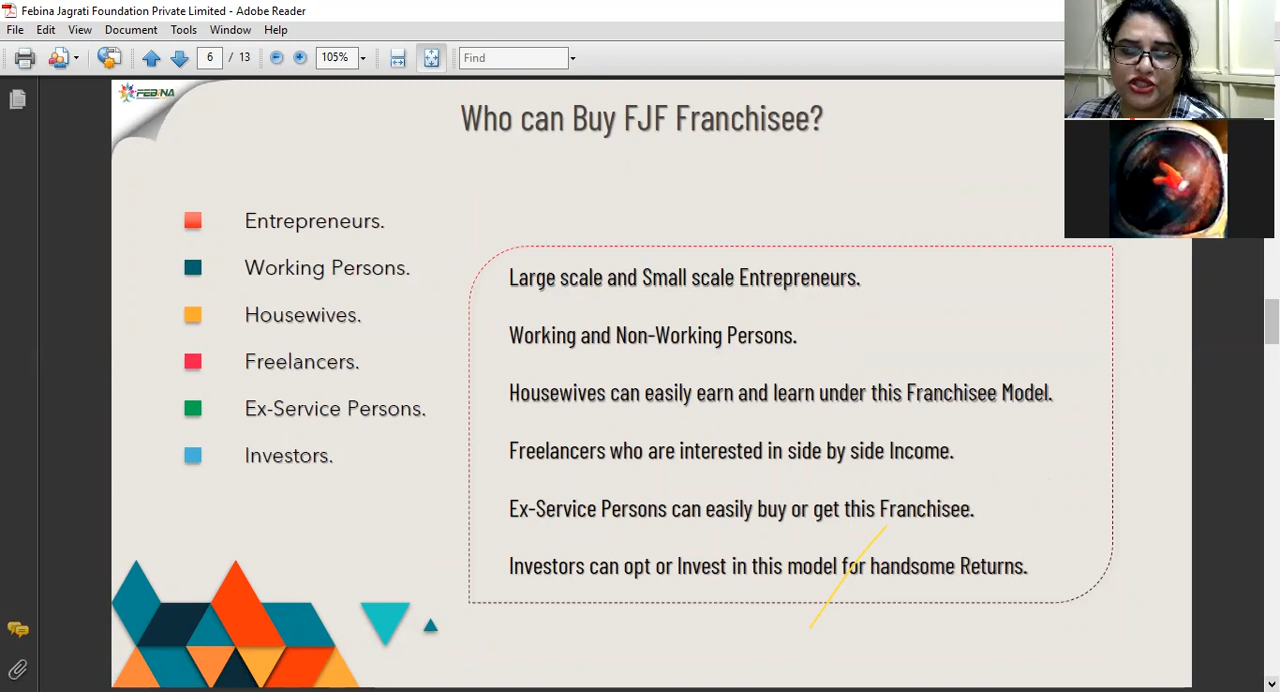 Febina Jagrati Foundation Private Limited - Adobe Reader
File Edit View Document Tools Window Help
6 / 13 105% Find
FEBINA
Who can Buy FJF Franchisee?
Entrepreneurs.
Working Persons.
Housewives.
Freelancers.
Ex-Service Persons.
Investors.
Large scale and Small scale Entrepreneurs.
Working and Non-Working Persons.
Housewives can easily earn and learn under this Franchisee Model.
Freelancers who are interested in side by side Income.
Ex-Service Persons can easily buy or get this Franchisee.
Investors can opt or Invest in this model for handsome Returns.